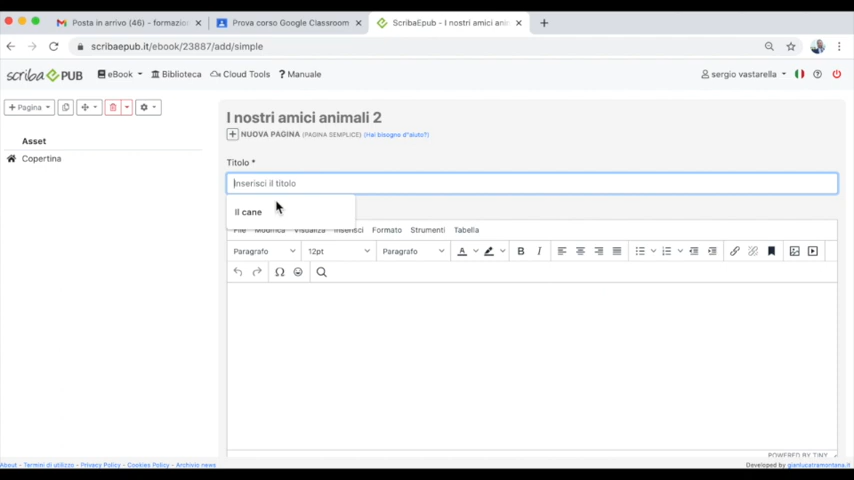 Posta in arrivo (46) – formazion
Prova corso Google Classroom
ScribaEpub - I nostri amici anim
scribaepub.it/ebook/23887/add/simple
scriba EPUB
eBook
Biblioteca
Cloud Tools
Manuale
sergio vastarella
+ Pagina
Asset
Copertina
I nostri amici animali 2
NUOVA PAGINA (PAGINA SEMPLICE) (Hai bisogno d'aiuto?)
Titolo *
Inserisci il titolo
Il cane
File Modifica Visualizza Inserisci Formato Strumenti Tabella
Paragrafo 12pt Paragrafo A B I
POWERED BY TINY
About - Termini di utilizzo - Privacy Policy - Cookies Policy - Archivio news
Developed by gianlucatramontana.it